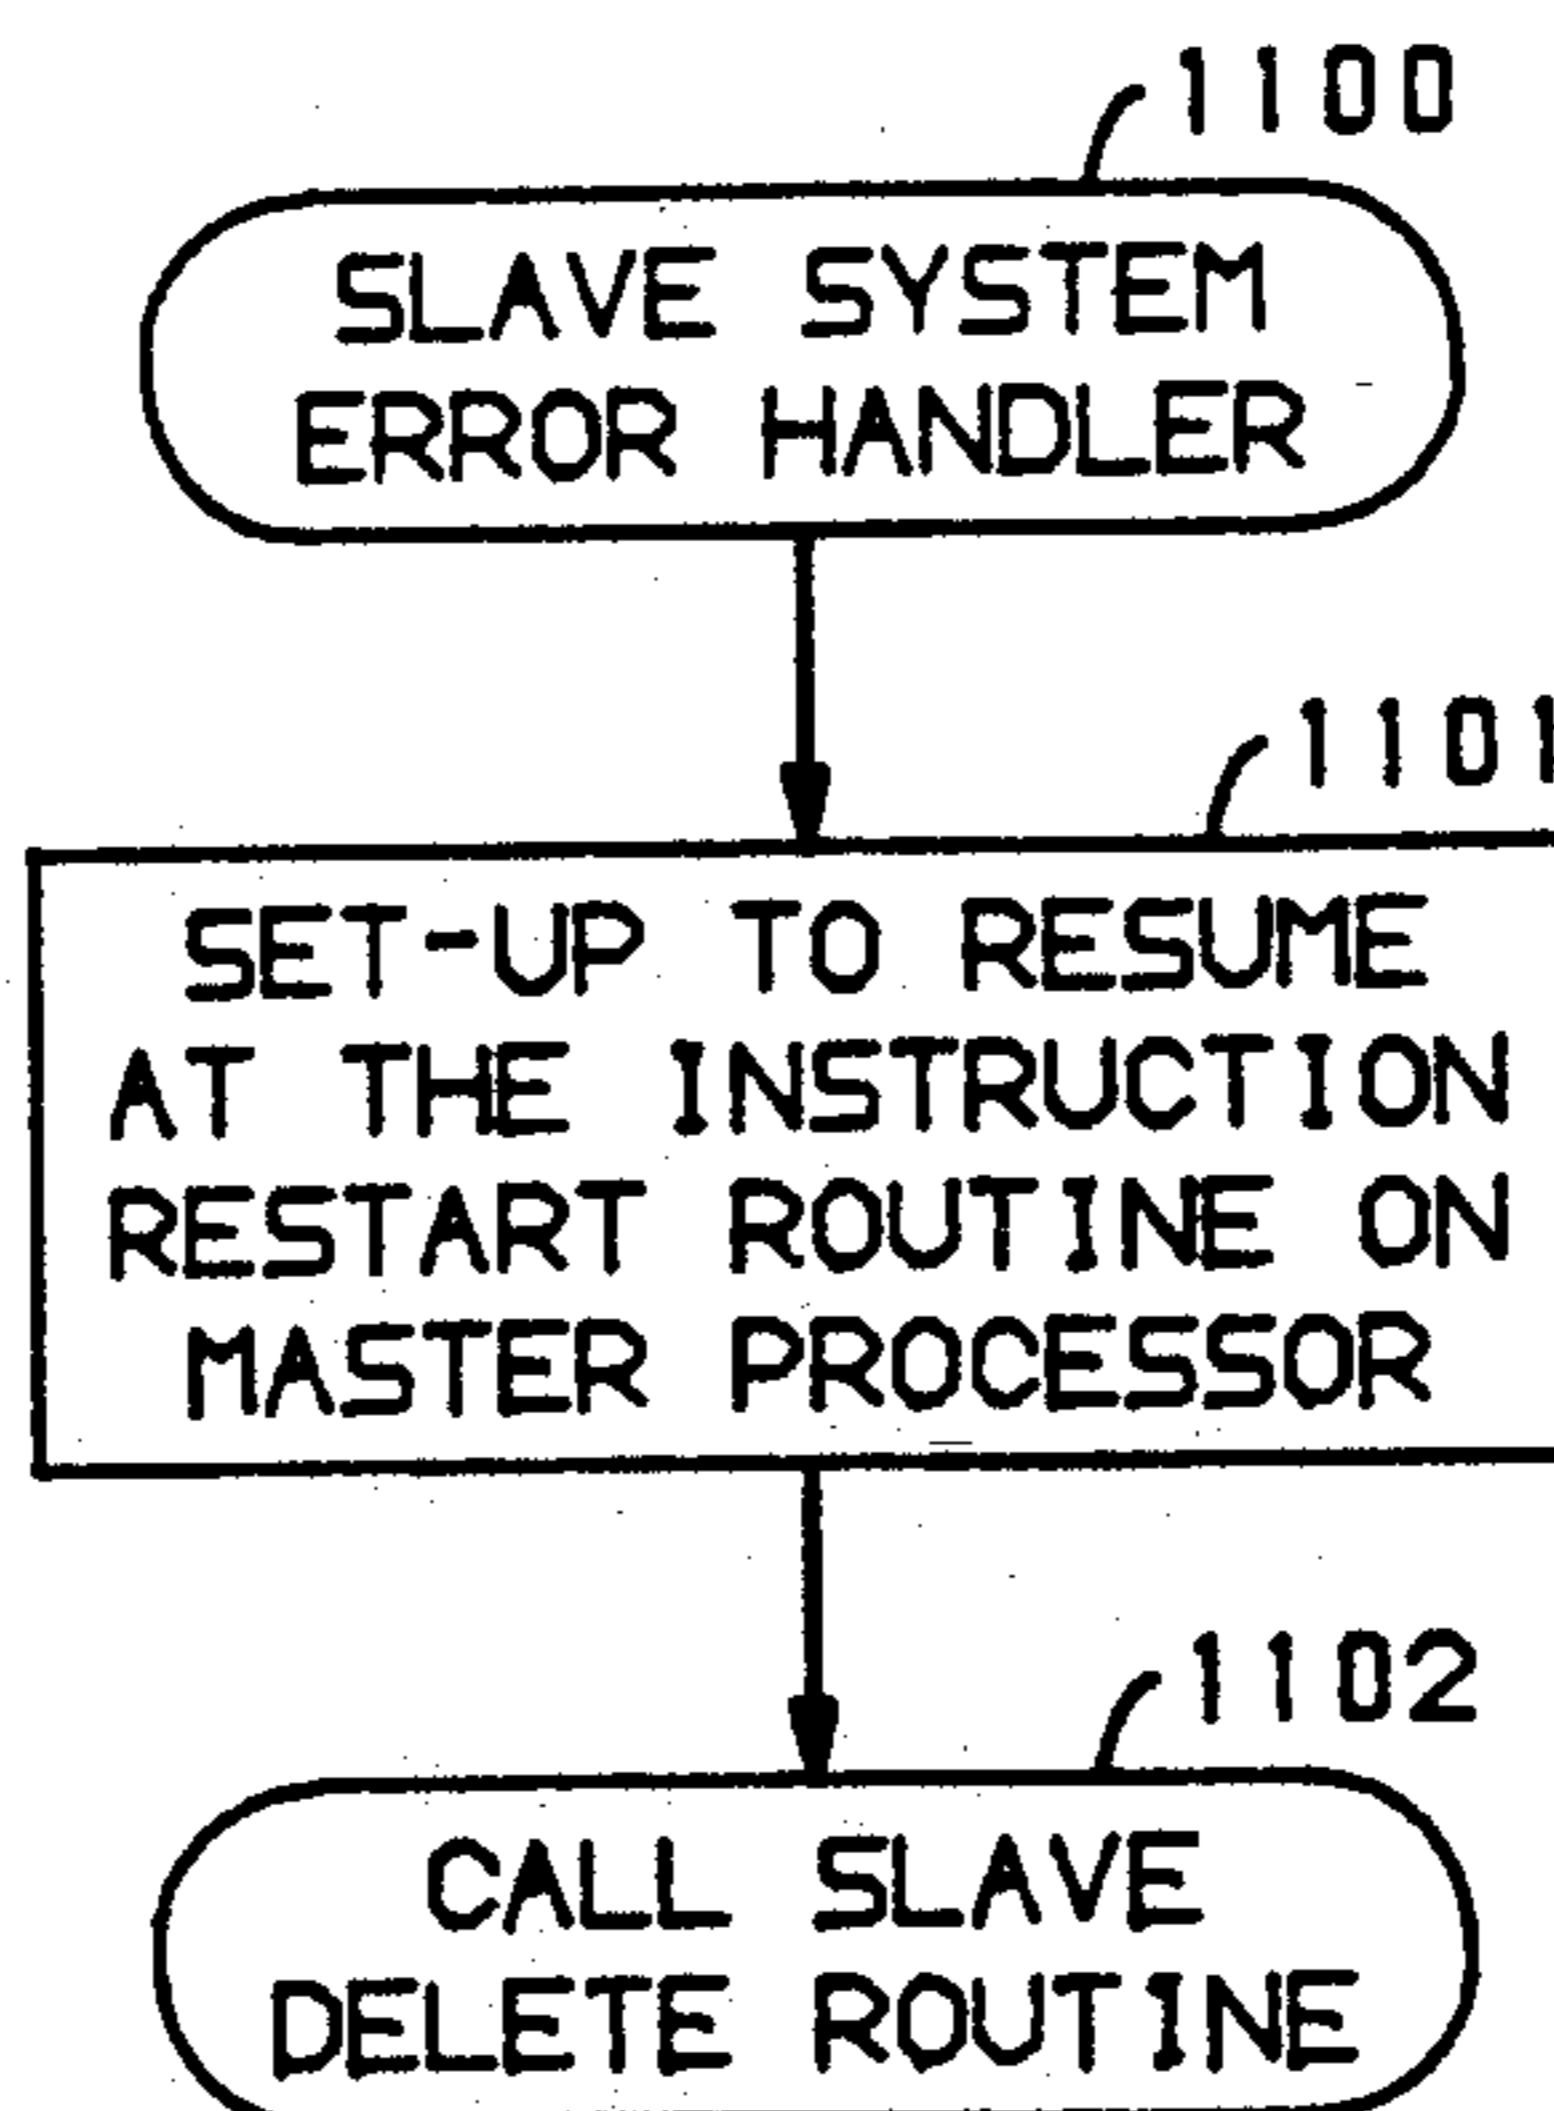 1100
SLAVE SYSTEM
ERROR HANDLER
1101
SET-UP TO RESUME
AT THE INSTRUCTION
RESTART ROUTINE ON
MASTER PROCESSOR
1102
CALL SLAVE
DELETE ROUTINE